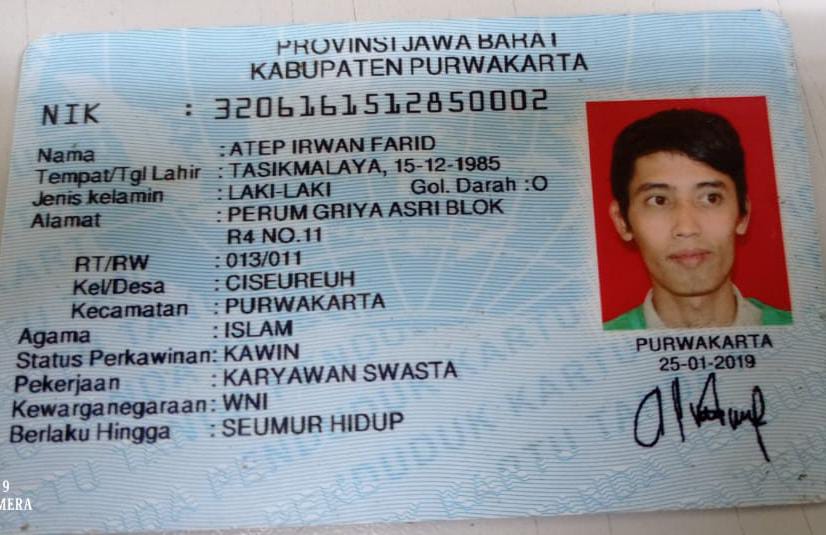 PROVINSI JAWA BARAT
KABUPATEN PURWAKARTA
NIK : 3206161512850002
Nama : ATEP IRWAN FARID
Tempat/Tgl Lahir : TASIKMALAYA, 15-12-1985
Jenis kelamin : LAKI-LAKI Gol. Darah :O
Alamat : PERUM GRIYA ASRI BLOK
R4 NO.11
RT/RW : 013/011
Kel/Desa : CISEUREUH
Kecamatan : PURWAKARTA
Agama : ISLAM
Status Perkawinan: KAWIN
Pekerjaan : KARYAWAN SWASTA
Kewarganegaraan: WNI
Berlaku Hingga : SEUMUR HIDUP
PURWAKARTA
25-01-2019
9
MERA